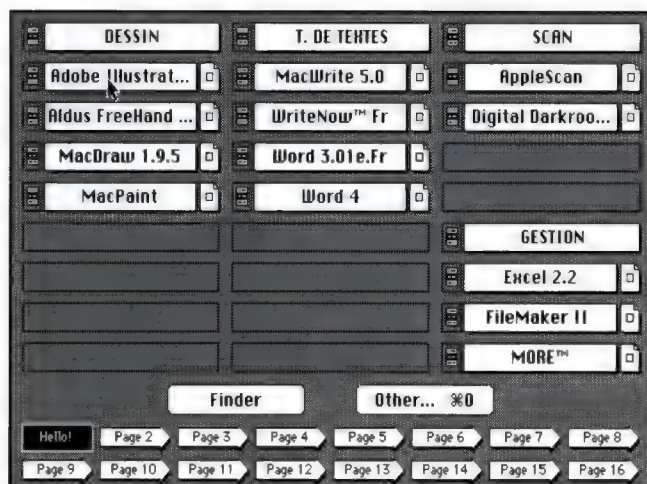 DESSIN T. DE TEXTES SCAN
Adobe Illustrat... MacWrite 5.0 AppleScan
Aldus FreeHand ... WriteNow™ Fr Digital Darkroo...
MacDraw 1.9.5 Word 3.01e.Fr
MacPaint Word 4
GESTION
Excel 2.2
FileMaker II
MORE™
Finder Other... ⌘0
Hello! Page 2 Page 3 Page 4 Page 5 Page 6 Page 7 Page 8
Page 9 Page 10 Page 11 Page 12 Page 13 Page 14 Page 15 Page 16